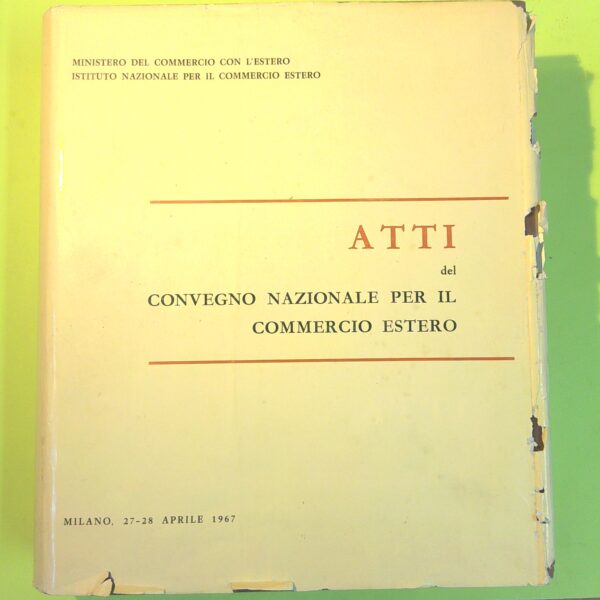 MINISTERO DEL COMMERCIO CON L'ESTERO
ISTITUTO NAZIONALE PER IL COMMERCIO ESTERO
ATTI
del
CONVEGNO NAZIONALE PER IL
COMMERCIO ESTERO
MILANO, 27-28 APRILE 1967